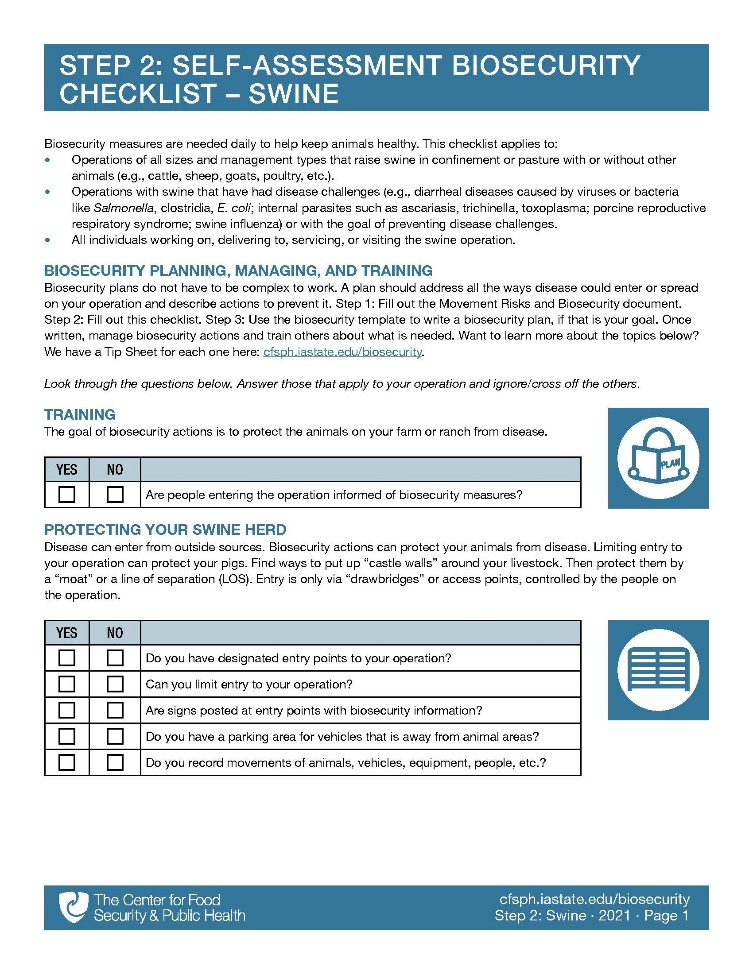 STEP 2: SELF-ASSESSMENT BIOSECURITY
CHECKLIST – SWINE
Biosecurity measures are needed daily to help keep animals healthy. This checklist applies to:
• Operations of all sizes and management types that raise swine in confinement or pasture with or without other
animals (e.g., cattle, sheep, goats, poultry, etc.).
• Operations with swine that have had disease challenges (e.g., diarrheal diseases caused by viruses or bacteria
like Salmonella, clostridia, E. coli; internal parasites such as ascariasis, trichinella, toxoplasma; porcine reproductive
respiratory syndrome; swine influenza) or with the goal of preventing disease challenges.
• All individuals working on, delivering to, servicing, or visiting the swine operation.
BIOSECURITY PLANNING, MANAGING, AND TRAINING
Biosecurity plans do not have to be complex to work. A plan should address all the ways disease could enter or spread
on your operation and describe actions to prevent it. Step 1: Fill out the Movement Risks and Biosecurity document.
Step 2: Fill out this checklist. Step 3: Use the biosecurity template to write a biosecurity plan, if that is your goal. Once
written, manage biosecurity actions and train others about what is needed. Want to learn more about the topics below?
We have a Tip Sheet for each one here: cfsph.iastate.edu/biosecurity.
Look through the questions below. Answer those that apply to your operation and ignore/cross off the others.
TRAINING
The goal of biosecurity actions is to protect the animals on your farm or ranch from disease.
PLAN
YES NO
Are people entering the operation informed of biosecurity measures?
PROTECTING YOUR SWINE HERD
Disease can enter from outside sources. Biosecurity actions can protect your animals from disease. Limiting entry to
your operation can protect your pigs. Find ways to put up “castle walls” around your livestock. Then protect them by
a “moat” or a line of separation (LOS). Entry is only via “drawbridges” or access points, controlled by the people on
the operation.
YES NO
Do you have designated entry points to your operation?
Can you limit entry to your operation?
Are signs posted at entry points with biosecurity information?
Do you have a parking area for vehicles that is away from animal areas?
Do you record movements of animals, vehicles, equipment, people, etc.?
The Center for Food
Security & Public Health
cfsph.iastate.edu/biosecurity
Step 2: Swine · 2021 · Page 1